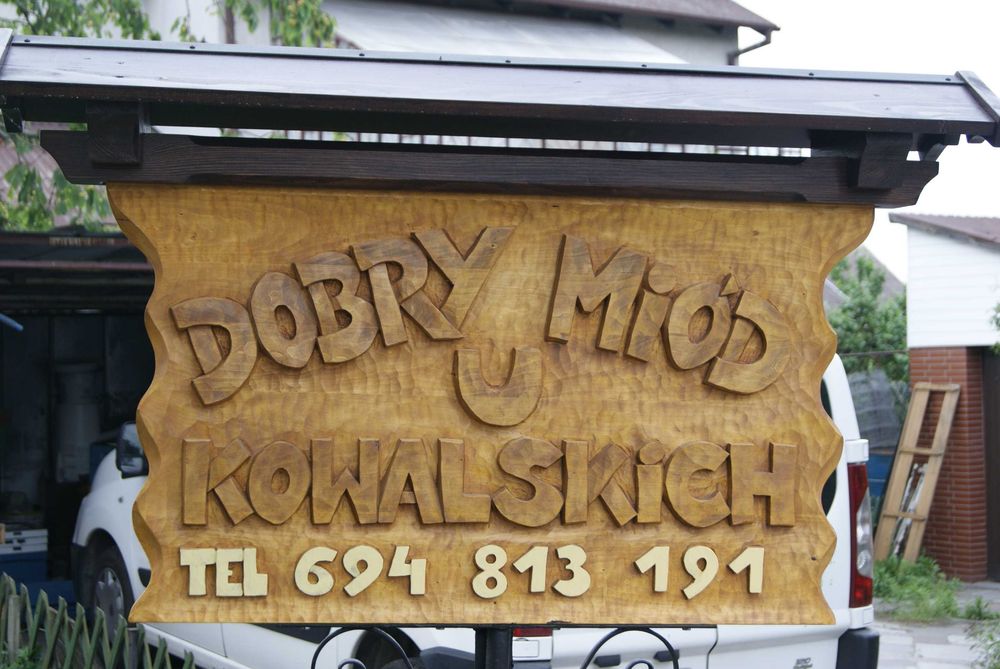 DOBRY MiÓD
U
KOWALSKiCH
TEL 694 813 191